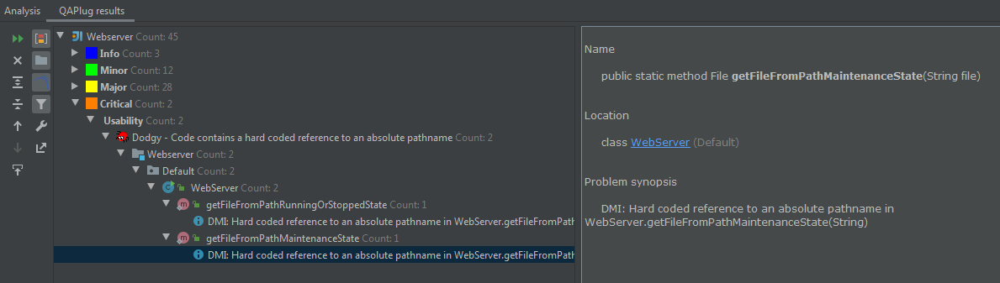 Analysis QAPlug results
Webserver Count: 45
Info Count: 3
Minor Count: 12
Major Count: 28
Critical Count: 2
Usability Count: 2
Dodgy - Code contains a hard coded reference to an absolute pathname Count: 2
Webserver Count: 2
Default Count: 2
WebServer Count: 2
getFileFromPathRunningOrStoppedState Count: 1
DMI: Hard coded reference to an absolute pathname in WebServer.getFileFromPath
getFileFromPathMaintenanceState Count: 1
DMI: Hard coded reference to an absolute pathname in WebServer.getFileFromPath
Name
public static method File getFileFromPathMaintenanceState(String file)
Location
class WebServer (Default)
Problem synopsis
DMI: Hard coded reference to an absolute pathname in
WebServer.getFileFromPathMaintenanceState(String)